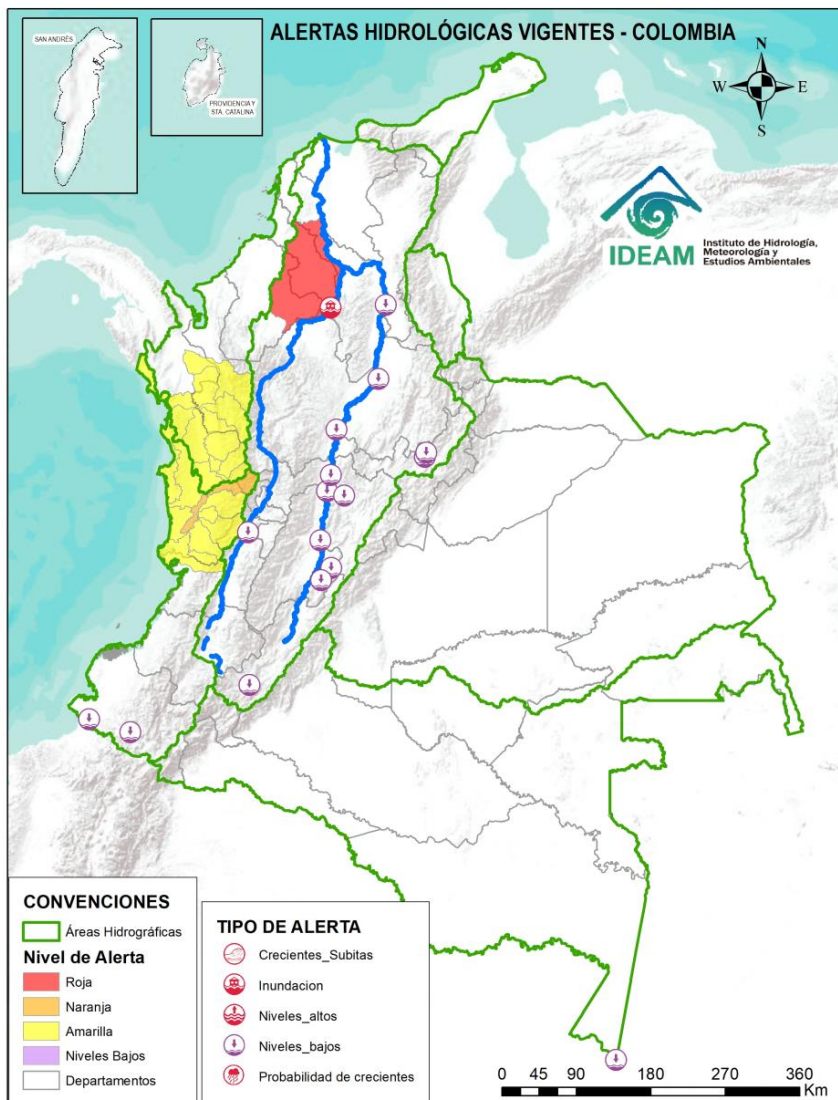 ALERTAS HIDROLÓGICAS VIGENTES - COLOMBIA
SAN ANDRÉS
PROVIDENCIA Y
STA. CATALINA
N
W
E
S
IDEAM
Instituto de Hidrología,
Meteorología y
Estudios Ambientales
CONVENCIONES
Áreas Hidrográficas
Nivel de Alerta
Roja
Naranja
Amarilla
Niveles Bajos
Departamentos
TIPO DE ALERTA
Crecientes_Subitas
Inundacion
Niveles_altos
Niveles_bajos
Probabilidad de crecientes
0 45 90 180 270 360
Km